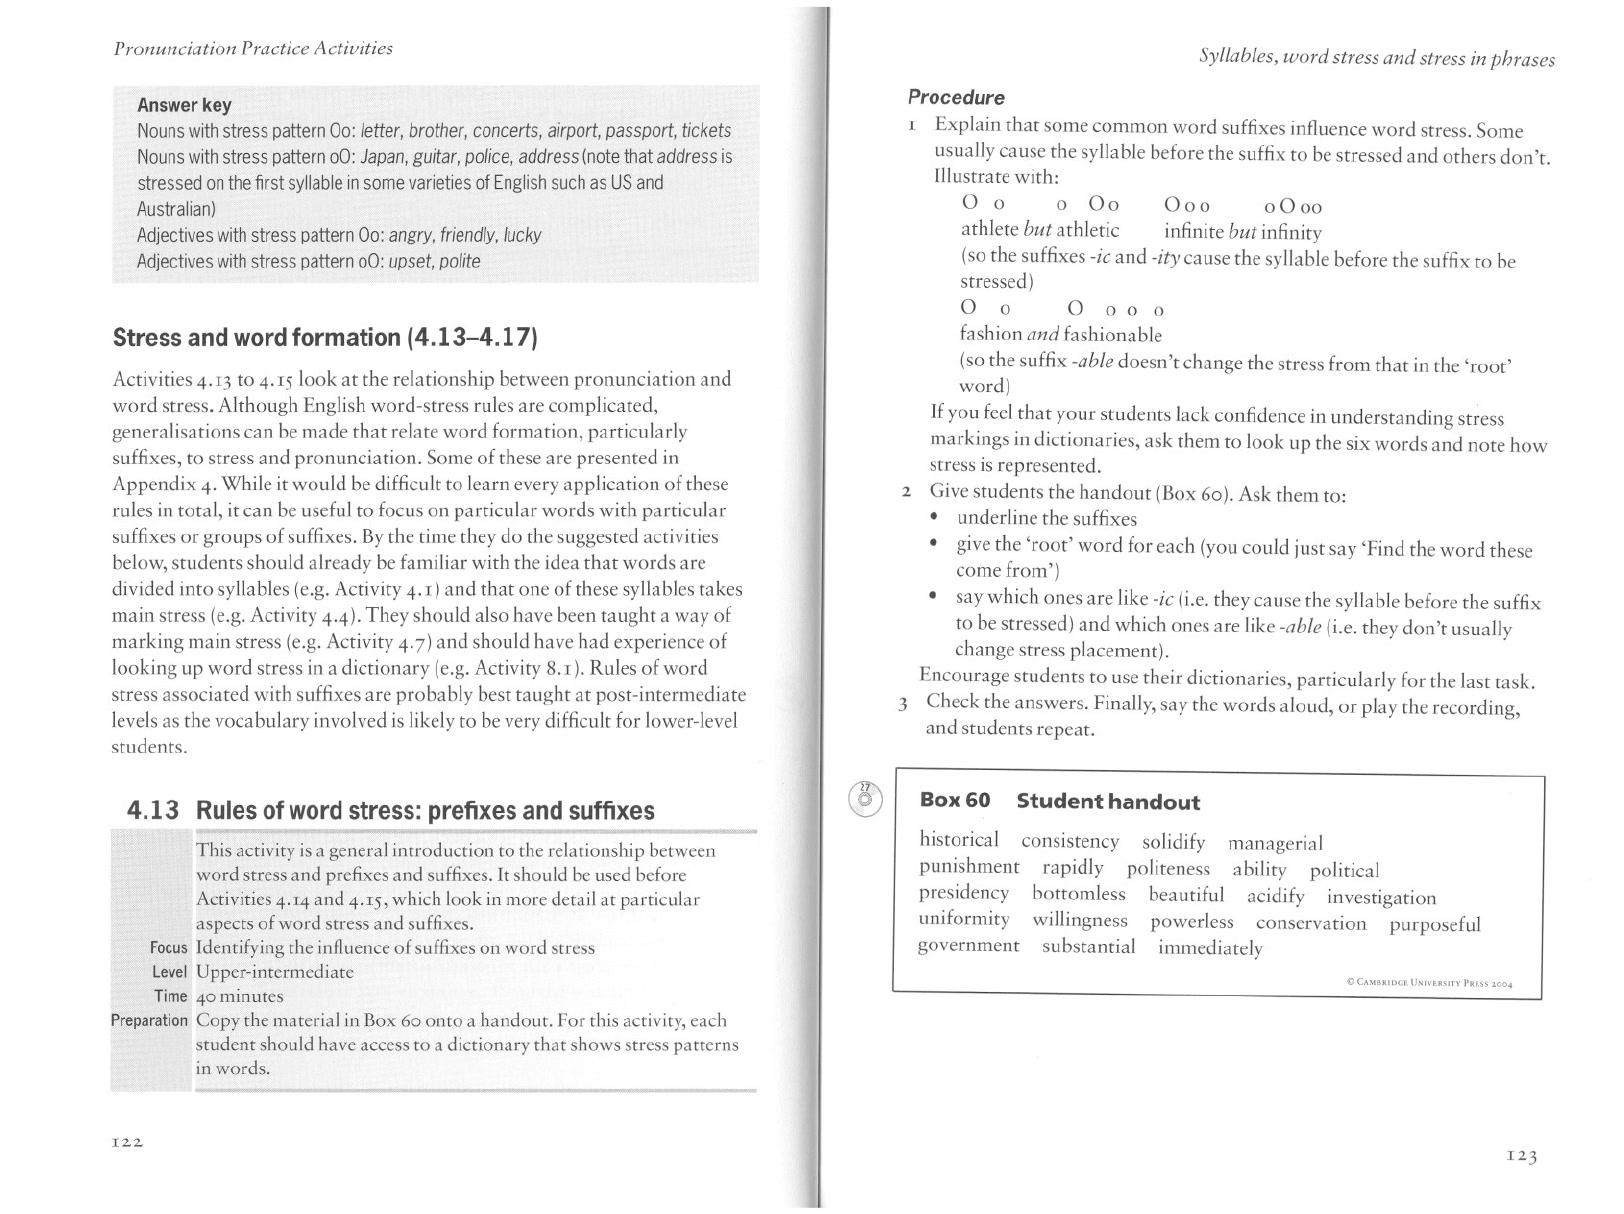 Pronunciation Practice Activities
Answer key
Nouns with stress pattern Oo: letter, brother, concerts, airport, passport, tickets
Nouns with stress pattern oO: Japan, guitar, police, address (note that address is
stressed on the first syllable in some varieties of English such as US and
Australian)
Adjectives with stress pattern Oo: angry, friendly, lucky
Adjectives with stress pattern oO: upset, polite
Stress and word formation (4.13–4.17)
Activities 4.13 to 4.15 look at the relationship between pronunciation and
word stress. Although English word-stress rules are complicated,
generalisations can be made that relate word formation, particularly
suffixes, to stress and pronunciation. Some of these are presented in
Appendix 4. While it would be difficult to learn every application of these
rules in total, it can be useful to focus on particular words with particular
suffixes or groups of suffixes. By the time they do the suggested activities
below, students should already be familiar with the idea that words are
divided into syllables (e.g. Activity 4.1) and that one of these syllables takes
main stress (e.g. Activity 4.4). They should also have been taught a way of
marking main stress (e.g. Activity 4.7) and should have had experience of
looking up word stress in a dictionary (e.g. Activity 8.1). Rules of word
stress associated with suffixes are probably best taught at post-intermediate
levels as the vocabulary involved is likely to be very difficult for lower-level
students.
4.13 Rules of word stress: prefixes and suffixes
This activity is a general introduction to the relationship between
word stress and prefixes and suffixes. It should be used before
Activities 4.14 and 4.15, which look in more detail at particular
aspects of word stress and suffixes.
Focus Identifying the influence of suffixes on word stress
Level Upper-intermediate
Time 40 minutes
Preparation Copy the material in Box 60 onto a handout. For this activity, each
student should have access to a dictionary that shows stress patterns
in words.
122
Syllables, word stress and stress in phrases
Procedure
1 Explain that some common word suffixes influence word stress. Some
usually cause the syllable before the suffix to be stressed and others don't.
Illustrate with:
O o o Oo Ooo oOoo
athlete but athletic infinite but infinity
(so the suffixes -ic and -ity cause the syllable before the suffix to be
stressed)
O o O o o o
fashion and fashionable
(so the suffix -able doesn't change the stress from that in the 'root'
word)
If you feel that your students lack confidence in understanding stress
markings in dictionaries, ask them to look up the six words and note how
stress is represented.
2 Give students the handout (Box 60). Ask them to:
• underline the suffixes
• give the 'root' word for each (you could just say 'Find the word these
come from')
• say which ones are like -ic (i.e. they cause the syllable before the suffix
to be stressed) and which ones are like -able (i.e. they don't usually
change stress placement).
Encourage students to use their dictionaries, particularly for the last task.
3 Check the answers. Finally, say the words aloud, or play the recording,
and students repeat.
27
Box 60 Student handout
historical consistency solidify managerial
punishment rapidly politeness ability political
presidency bottomless beautiful acidify investigation
uniformity willingness powerless conservation purposeful
government substantial immediately
© CAMBRIDGE UNIVERSITY PRESS 2004
123